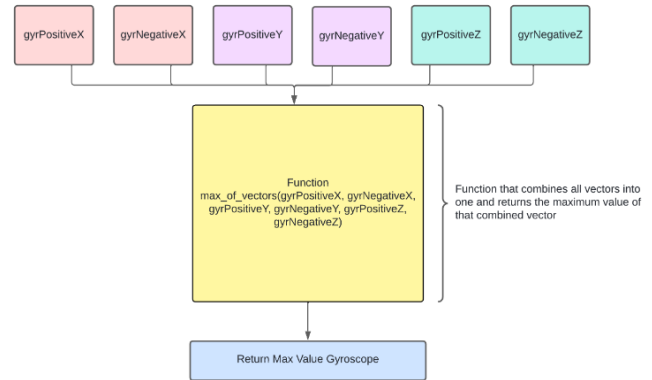 gyrPositiveX
gyrNegativeX
gyrPositiveY
gyrNegativeY
gyrPositiveZ
gyrNegativeZ
Function
max_of_vectors(gyrPositiveX, gyrNegativeX,
gyrPositiveY, gyrNegativeY, gyrPositiveZ,
gyrNegativeZ)
Function that combines all vectors into
one and returns the maximum value of
that combined vector
Return Max Value Gyroscope